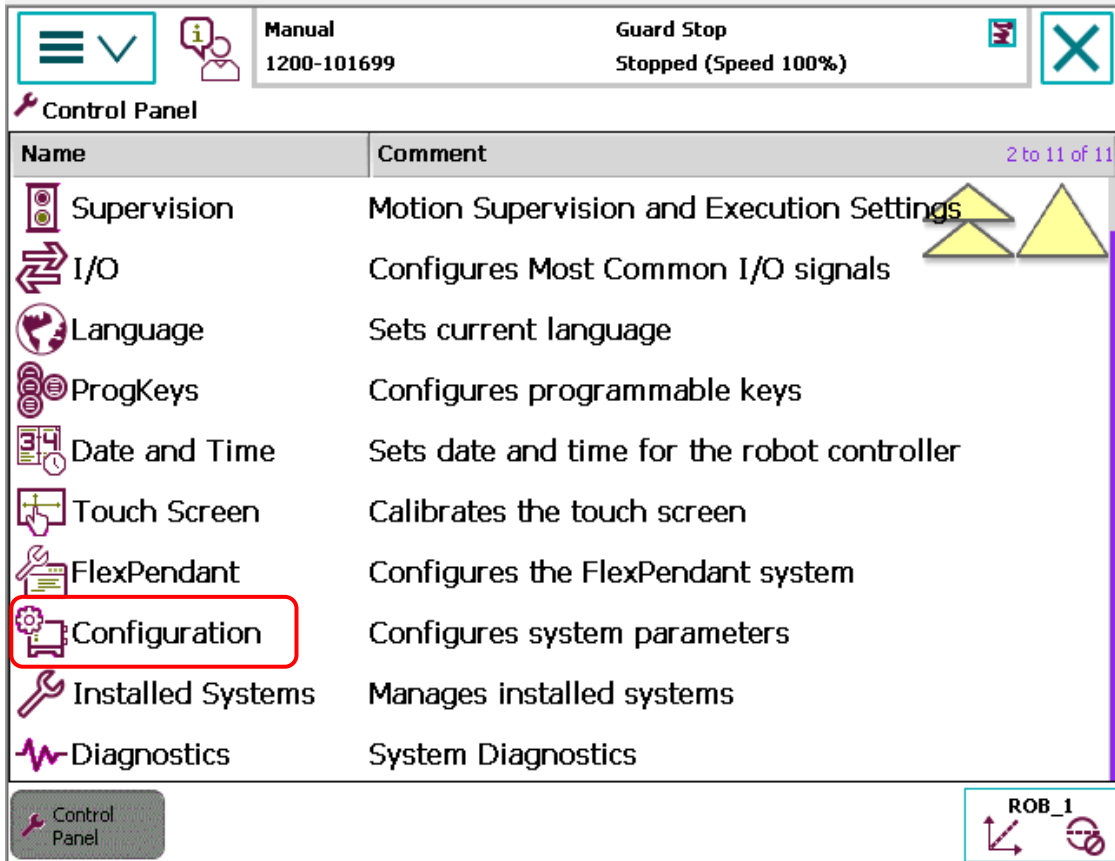 Manual Guard Stop
1200-101699 Stopped (Speed 100%)
Control Panel
Name Comment 2 to 11 of 11
Supervision Motion Supervision and Execution Settings
I/O Configures Most Common I/O signals
Language Sets current language
ProgKeys Configures programmable keys
Date and Time Sets date and time for the robot controller
Touch Screen Calibrates the touch screen
FlexPendant Configures the FlexPendant system
Configuration Configures system parameters
Installed Systems Manages installed systems
Diagnostics System Diagnostics
Control
Panel
ROB_1